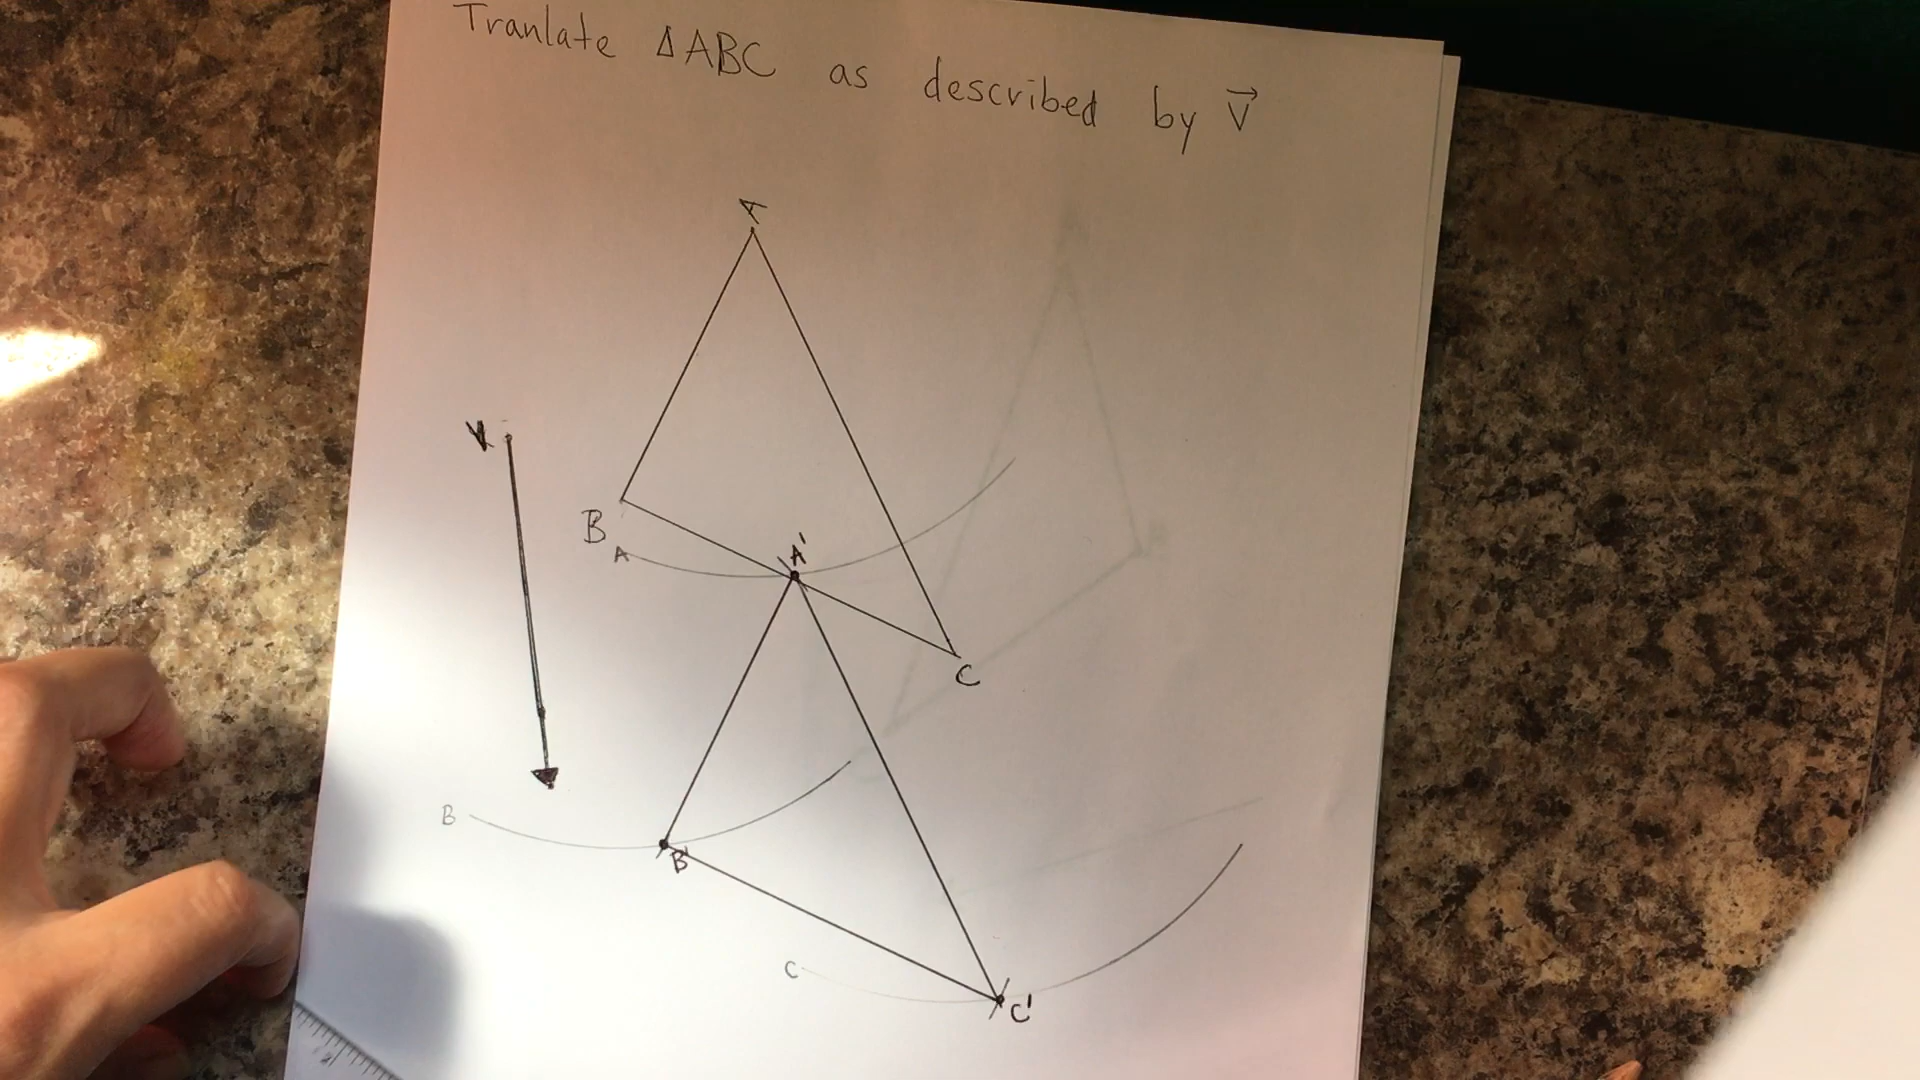 Tranlate ΔABC as described by V⃗
A
V
B
A
A'
C
B
B'
C
C'